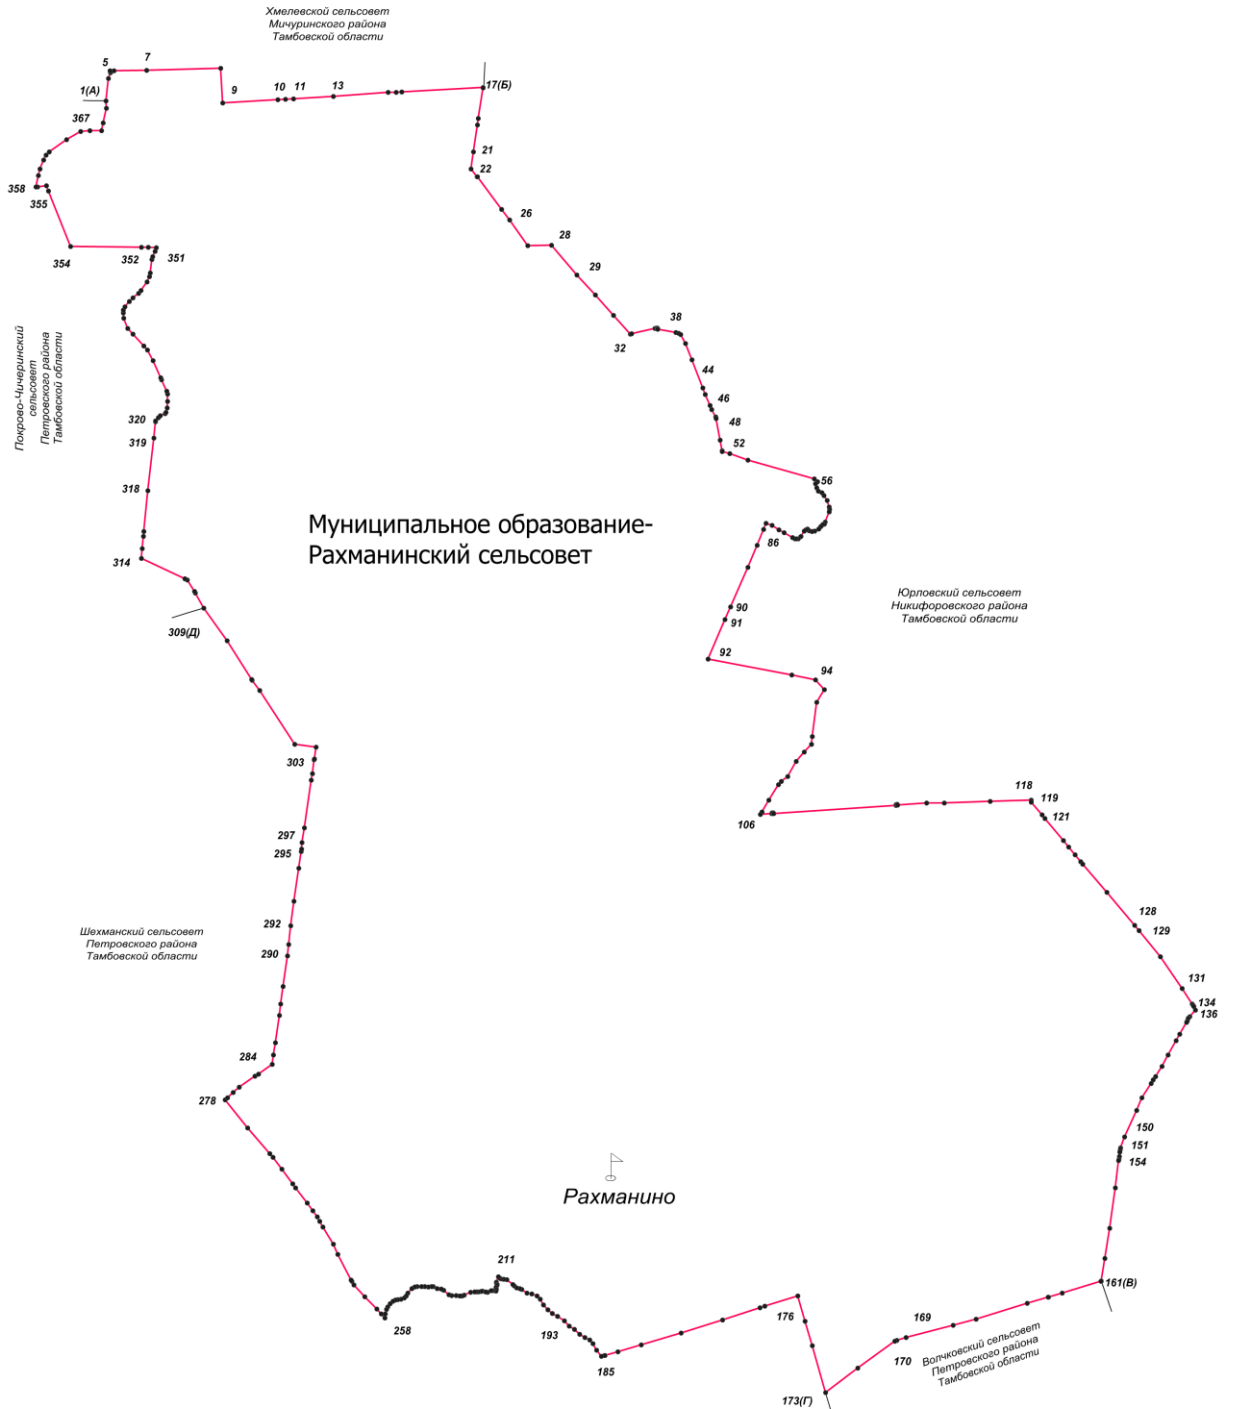 Хмелевской сельсовет
Мичуринского района
Тамбовской области
5
7
1(А)
9
10
11
13
17(Б)
367
21
22
358
355
26
28
354
352
351
29
38
32
Покрово-Чичеринский
сельсовет
Петровского района
Тамбовской области
44
46
48
320
319
52
56
318
Муниципальное образование-
Рахманинский сельсовет
86
314
Юрловский сельсовет
Никифоровского района
Тамбовской области
90
91
309(Д)
92
94
303
118
119
121
106
297
295
292
290
128
129
Шехманский сельсовет
Петровского района
Тамбовской области
131
134
136
284
278
150
151
154
Рахманино
211
161(В)
258
193
176
169
170
185
Волчковский сельсовет
Петровского района
Тамбовской области
173(Г)